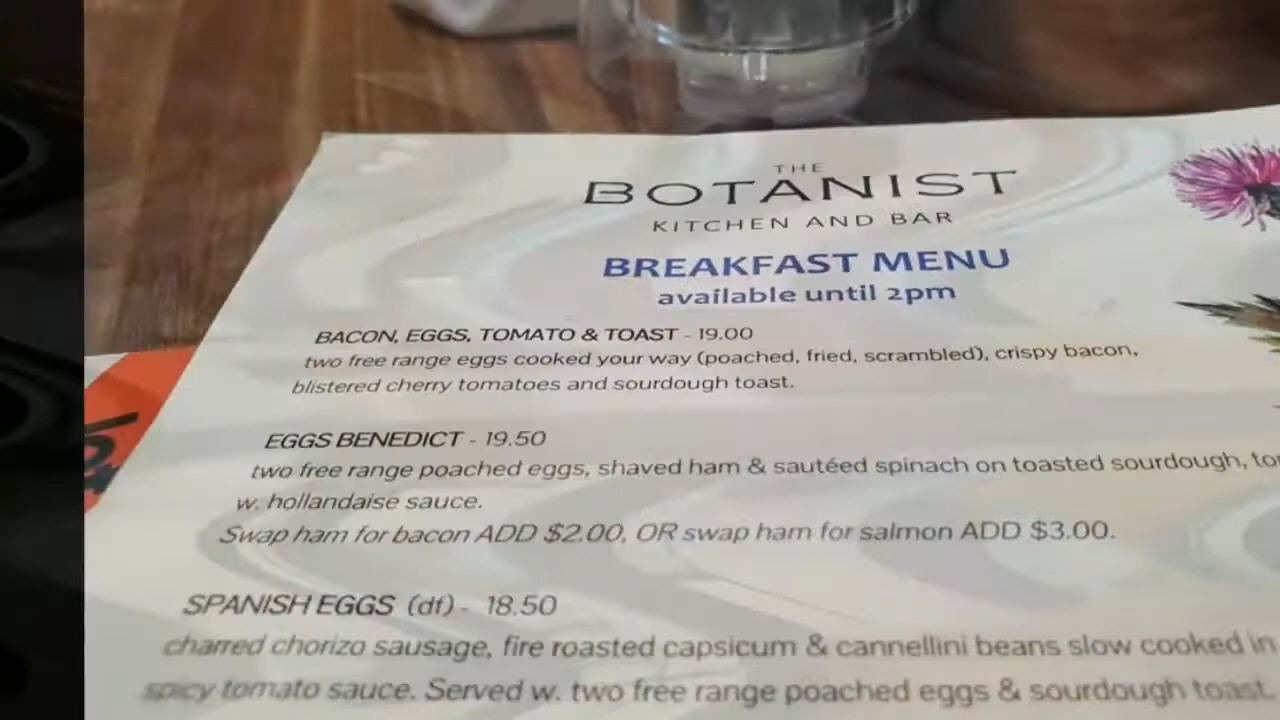 THE
BOTANIST
KITCHEN AND BAR
BREAKFAST MENU
available until 2pm
BACON, EGGS, TOMATO & TOAST - 19.00
two free range eggs cooked your way (poached, fried, scrambled), crispy bacon,
blistered cherry tomatoes and sourdough toast.
EGGS BENEDICT - 19.50
two free range poached eggs, shaved ham & sautéed spinach on toasted sourdough,
w. hollandaise sauce.
Swap ham for bacon ADD $2.00, OR swap ham for salmon ADD $3.00.
SPANISH EGGS (df) - 18.50
charred chorizo sausage, fire roasted capsicum & cannellini beans slow cooked in
spicy tomato sauce. Served w. two free range poached eggs & sourdough toast.